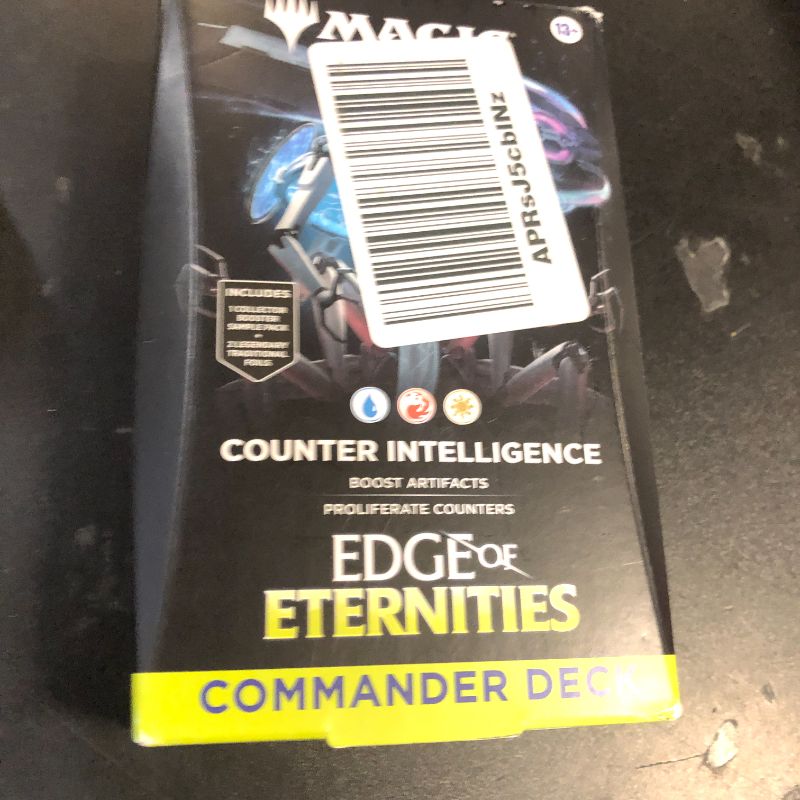 MAGIC
13+
APRsJ5cbINz
INCLUDES
1 COLLECTOR
BOOSTER
SAMPLE PACK
2 LEGENDARY
TRADITIONAL
FOILS
COUNTER INTELLIGENCE
BOOST ARTIFACTS
PROLIFERATE COUNTERS
EDGE OF
ETERNITIES
COMMANDER DECK